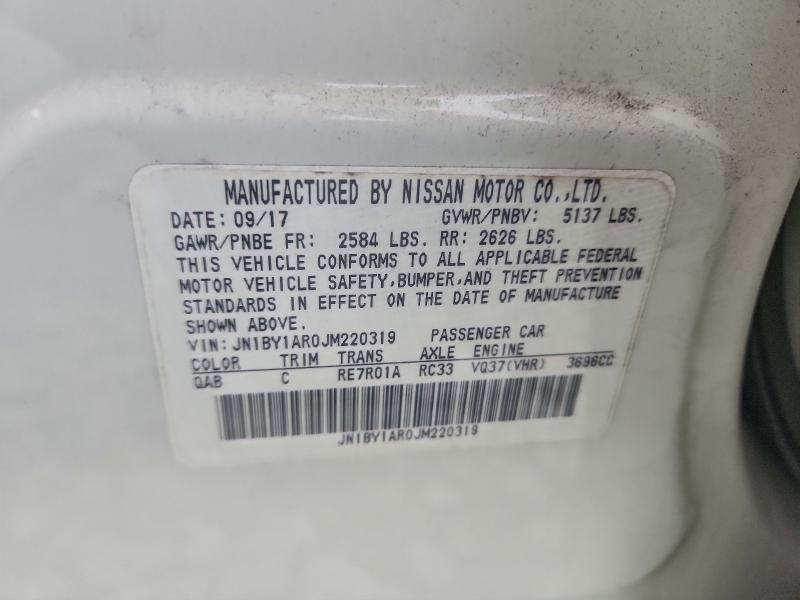 MANUFACTURED BY NISSAN MOTOR CO.,LTD.
DATE: 09/17 GVWR/PNBV: 5137 LBS.
GAWR/PNBE FR: 2584 LBS. RR: 2626 LBS.
THIS VEHICLE CONFORMS TO ALL APPLICABLE FEDERAL
MOTOR VEHICLE SAFETY,BUMPER,AND THEFT PREVENTION
STANDARDS IN EFFECT ON THE DATE OF MANUFACTURE
SHOWN ABOVE.
VIN: JN1BY1AR0JM220319 PASSENGER CAR
COLOR TRIM TRANS AXLE ENGINE
QAB C RE7R01A RC33 VQ37(VHR) 3696CC
JN1BY1AR0JM220319